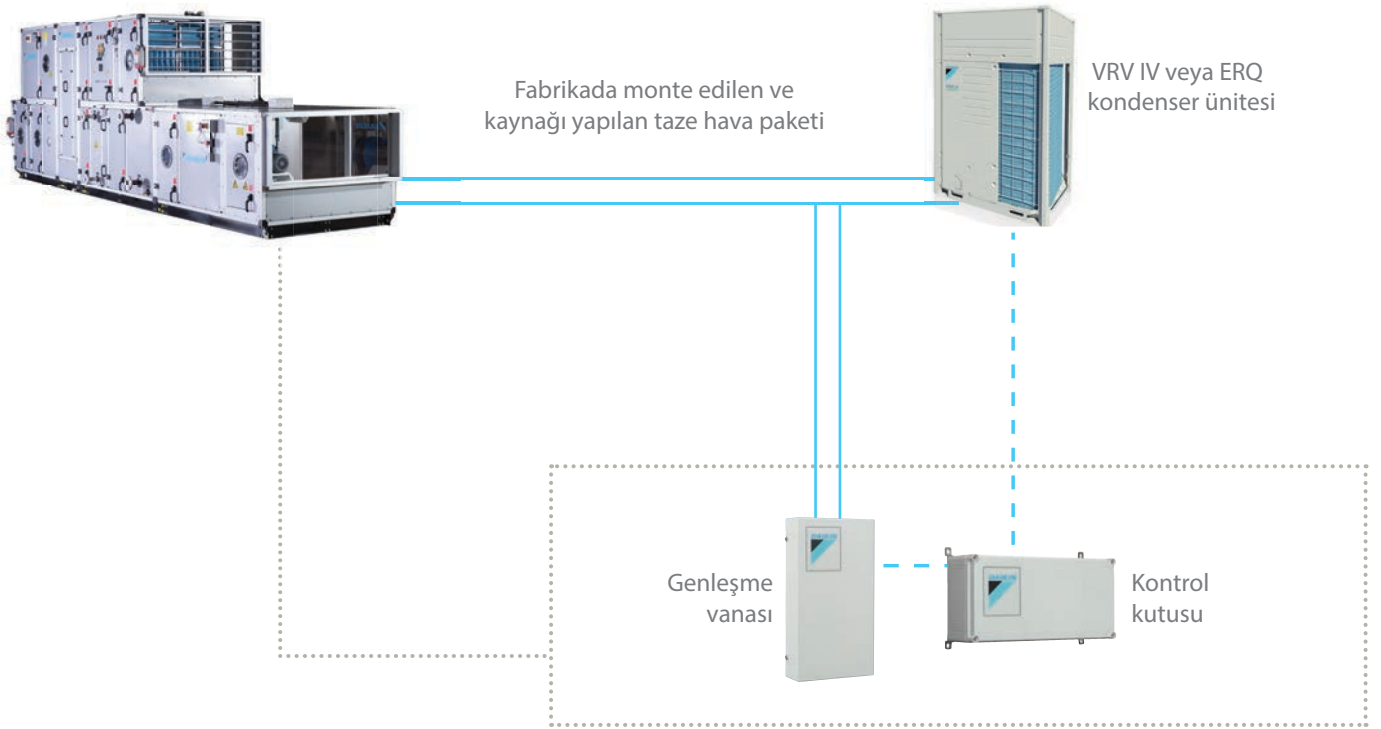 Fabrikada monte edilen ve
kaynağı yapılan taze hava paketi
VRV IV veya ERQ
kondenser ünitesi
Genleşme
vanası
Kontrol
kutusu